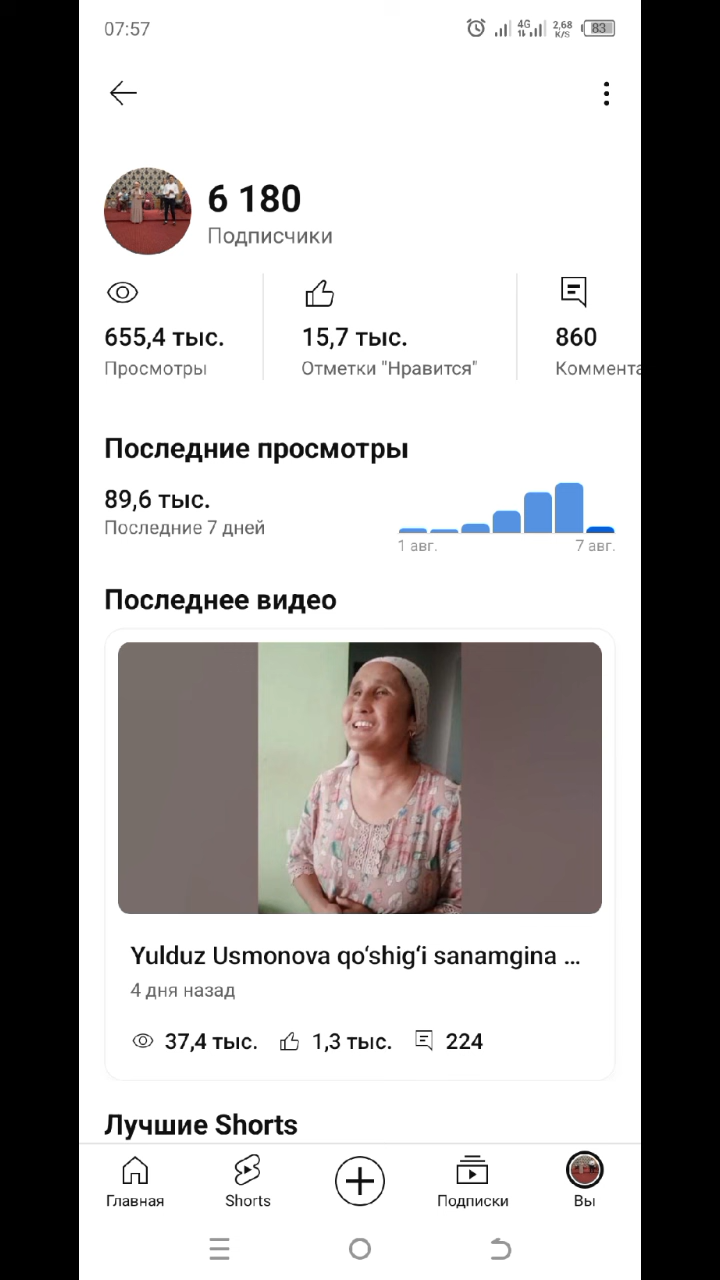 07:57
4G
2,68
K/S
83
6 180
Подписчики
655,4 тыс.
Просмотры
15,7 тыс.
Отметки "Нравится"
860
Коммента
Последние просмотры
89,6 тыс.
Последние 7 дней
1 авг.
7 авг.
Последнее видео
Yulduz Usmonova qo‘shig‘i sanamgina ...
4 дня назад
37,4 тыс.
1,3 тыс.
224
Лучшие Shorts
Главная
Shorts
Подписки
Вы